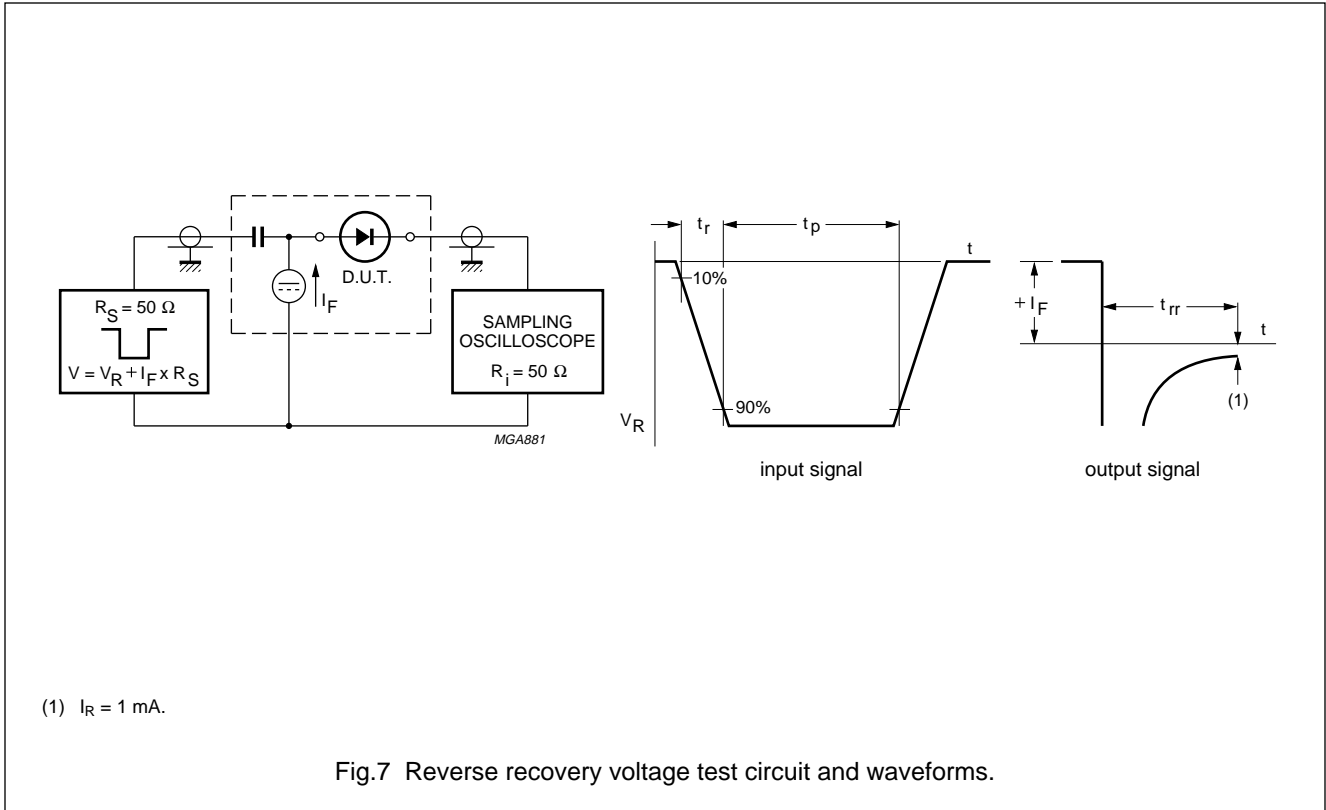 D.U.T.
I_F
R_S = 50 Ω
V = V_R + I_F x R_S
SAMPLING
OSCILLOSCOPE
R_i = 50 Ω
MGA881
t_r
t_p
t
10%
90%
V_R
input signal
+ I_F
t_rr
t
(1)
output signal
(1) I_R = 1 mA.
Fig.7 Reverse recovery voltage test circuit and waveforms.